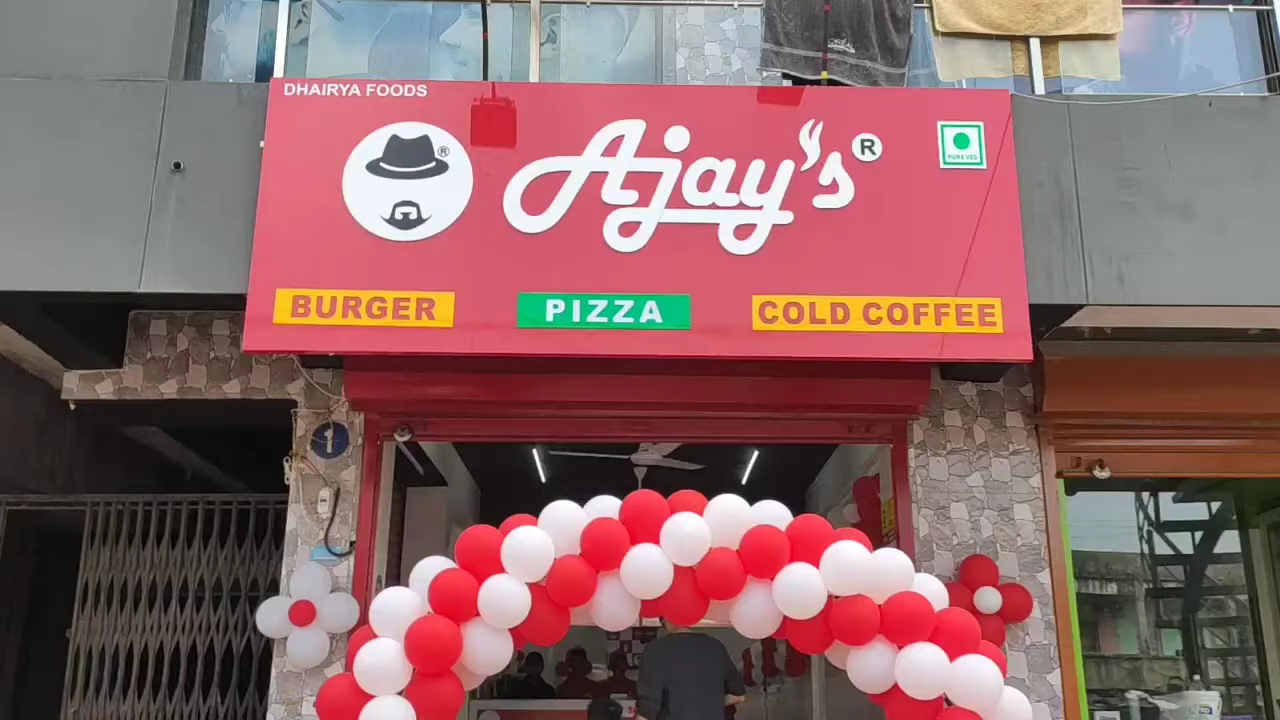 DHAIRYA FOODS
®
Ajay's®
PURE VEG
BURGER
PIZZA
COLD COFFEE
1